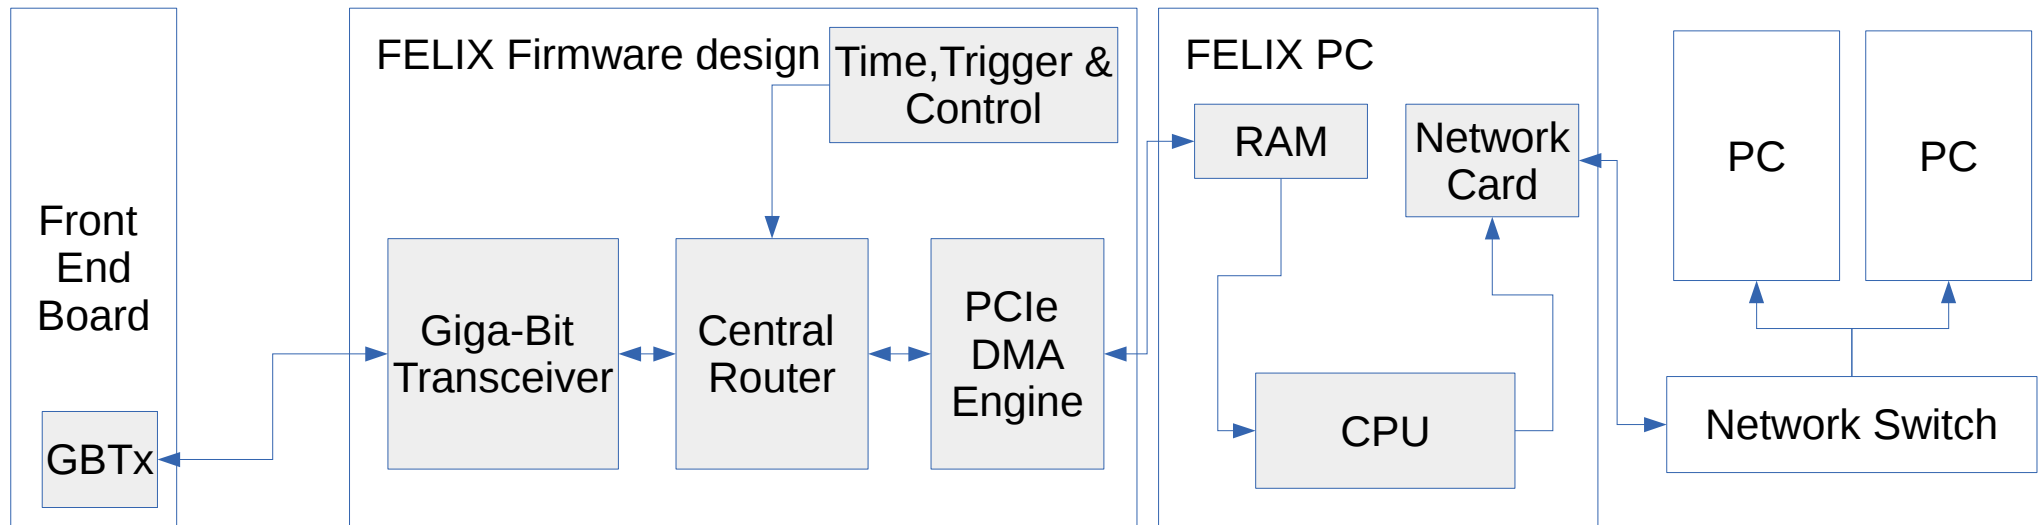 Front
End
Board
GBTx
FELIX Firmware design
Time,Trigger &
Control
Giga-Bit
Transceiver
Central
Router
PCIe
DMA
Engine
FELIX PC
RAM
Network
Card
CPU
PC
PC
Network Switch